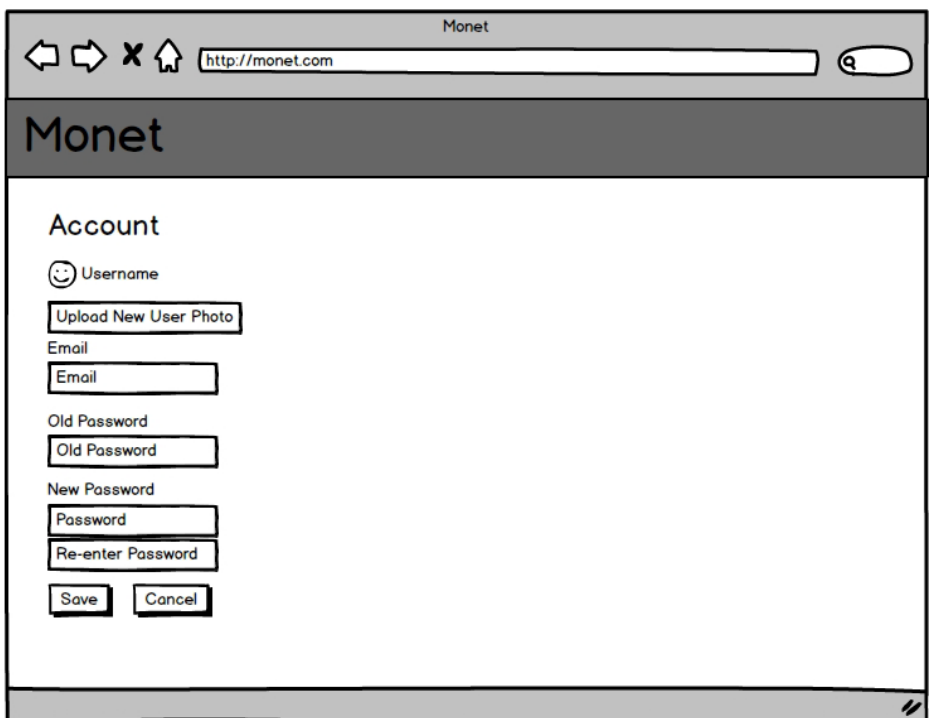 Monet
http://monet.com
Monet
Account
Username
Upload New User Photo
Email
Email
Old Password
Old Password
New Password
Password
Re-enter Password
Save Cancel